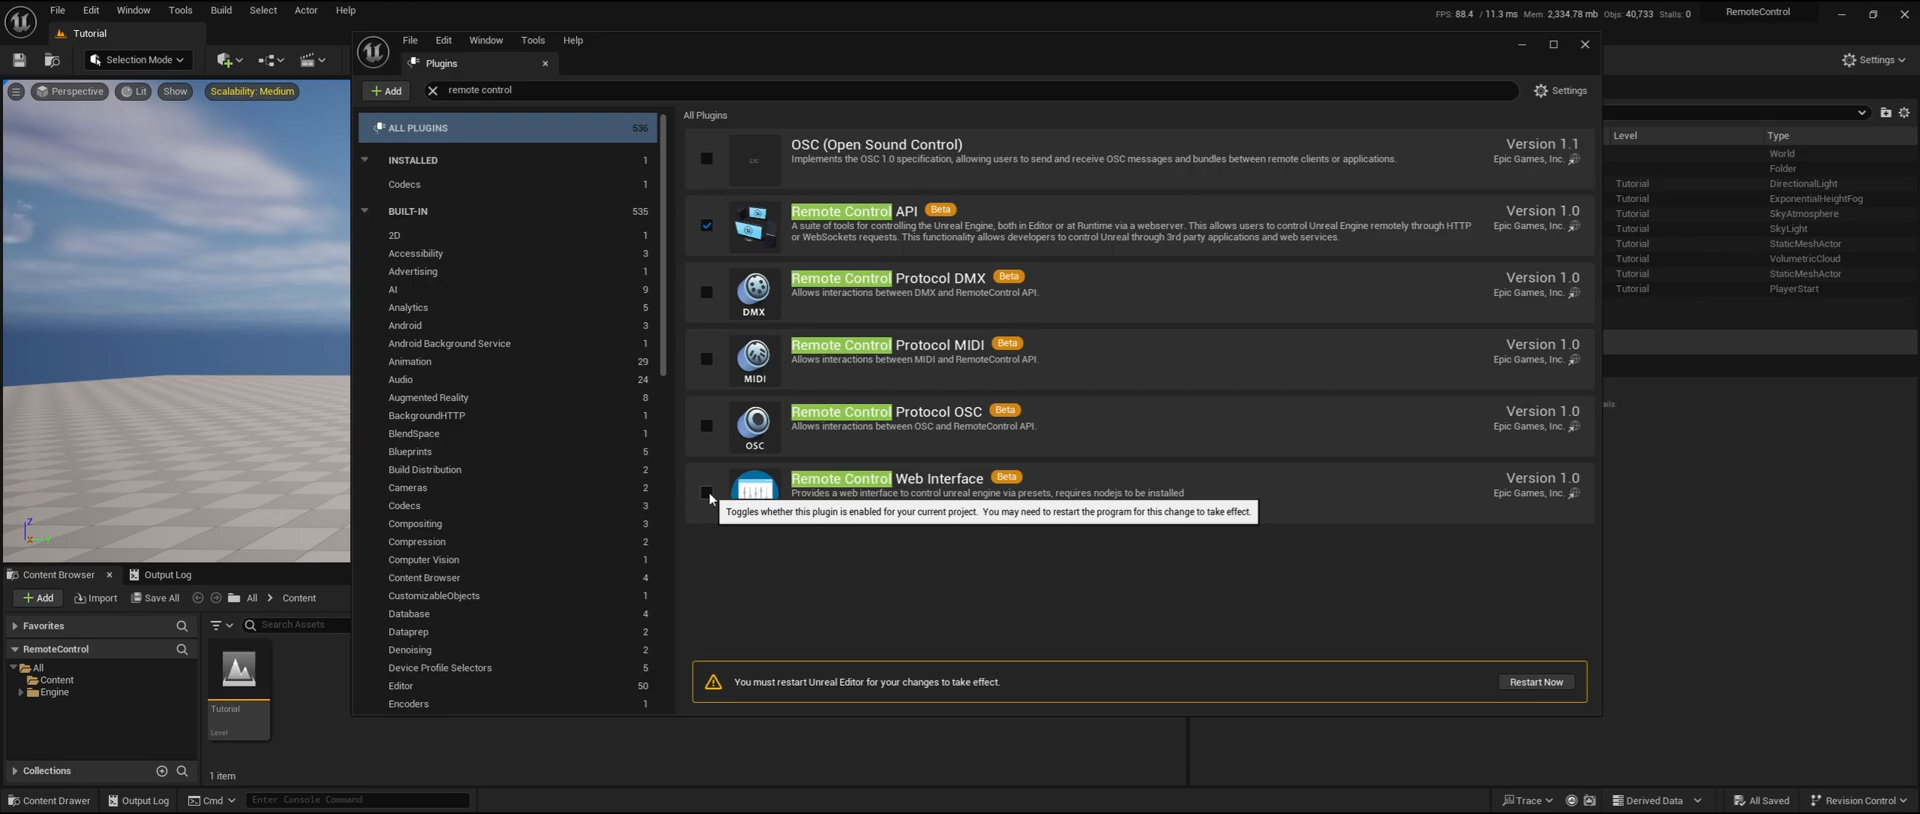 File Edit Window Tools Build Select Actor Help
FPS: 88.4 / 11.3 ms Mem: 2,334.78 mb Objs: 40,733 Stalls: 0 RemoteControl
Tutorial
Selection Mode
Settings
Perspective Lit Show Scalability: Medium
File Edit Window Tools Help
Plugins
Add remote control Settings
ALL PLUGINS 536
INSTALLED 1
Codecs 1
BUILT-IN 535
2D 1
Accessibility 3
Advertising 1
AI 9
Analytics 5
Android 3
Android Background Service 1
Animation 29
Audio 24
Augmented Reality 8
BackgroundHTTP 1
BlendSpace 1
Blueprints 5
Build Distribution 2
Cameras 2
Codecs 3
Compositing 3
Compression 2
Computer Vision 1
Content Browser 4
CustomizableObjects 1
Database 4
Dataprep 2
Denoising 2
Device Profile Selectors 5
Editor 50
Encoders 1
All Plugins
OSC (Open Sound Control) Version 1.1
Implements the OSC 1.0 specification, allowing users to send and receive OSC messages and bundles between remote clients or applications. Epic Games, Inc.
Remote Control API Beta Version 1.0
A suite of tools for controlling the Unreal Engine, both in Editor or at Runtime via a webserver. This allows users to control Unreal Engine remotely through HTTP Epic Games, Inc.
or WebSockets requests. This functionality allows developers to control Unreal through 3rd party applications and web services.
Remote Control Protocol DMX Beta Version 1.0
Allows interactions between DMX and RemoteControl API. Epic Games, Inc.
DMX
Remote Control Protocol MIDI Beta Version 1.0
Allows interactions between MIDI and RemoteControl API. Epic Games, Inc.
MIDI
Remote Control Protocol OSC Beta Version 1.0
Allows interactions between OSC and RemoteControl API. Epic Games, Inc.
OSC
Remote Control Web Interface Beta Version 1.0
Provides a web interface to control unreal engine via presets, requires nodejs to be installed Epic Games, Inc.
Toggles whether this plugin is enabled for your current project. You may need to restart the program for this change to take effect.
You must restart Unreal Editor for your changes to take effect. Restart Now
Level Type
World
Folder
Tutorial DirectionalLight
Tutorial ExponentialHeightFog
Tutorial SkyAtmosphere
Tutorial SkyLight
Tutorial StaticMeshActor
Tutorial VolumetricCloud
Tutorial StaticMeshActor
Tutorial PlayerStart
ails.
Z
Content Browser Output Log
Add Import Save All All Content
Favorites
Search Assets
RemoteControl
All
Content
Engine
Tutorial
Level
Collections
1 item
Content Drawer Output Log Cmd Enter Console Command
Trace Derived Data All Saved Revision Control